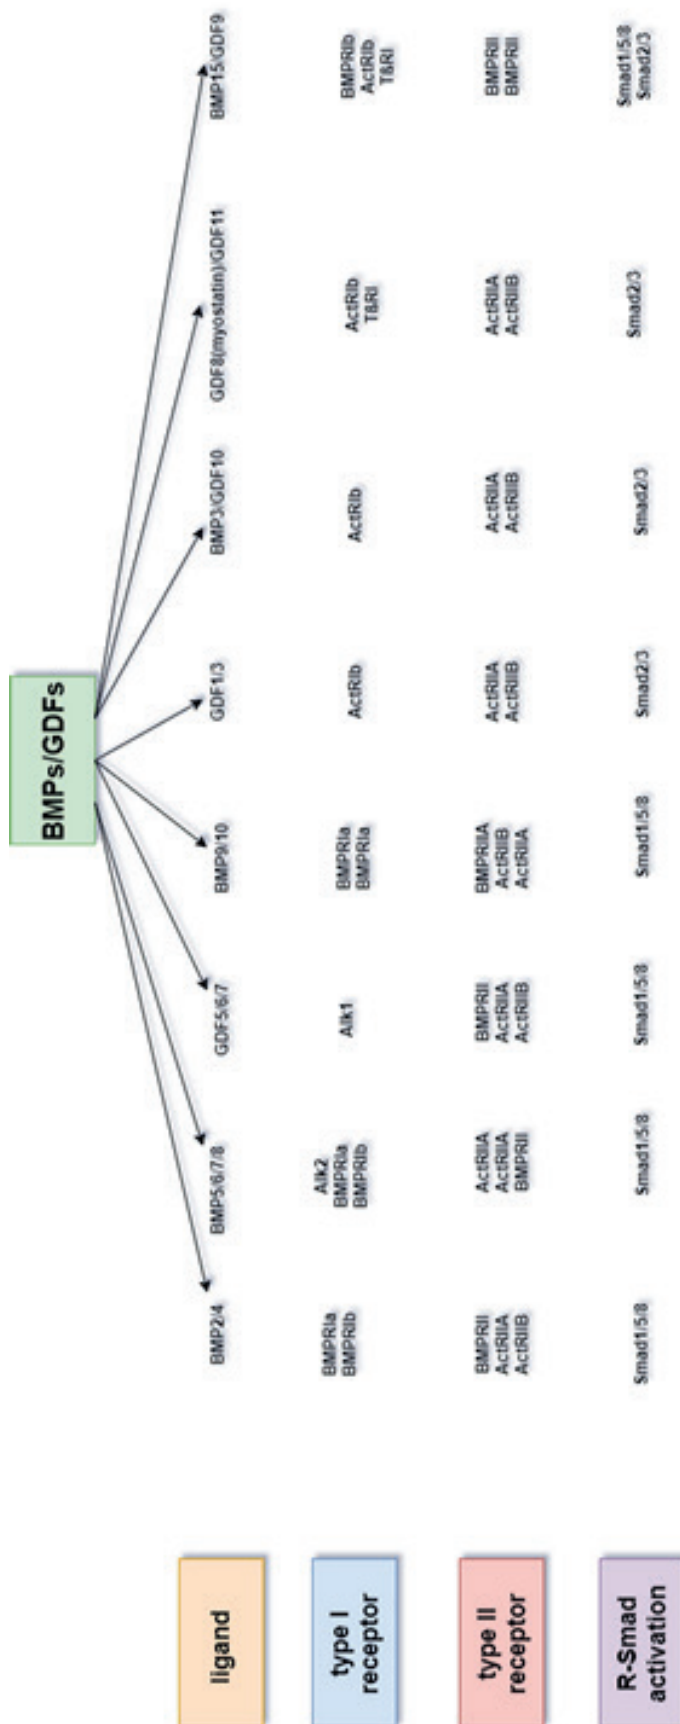 BMPs/GDFs
ligand
BMP2/4
BMP5/6/7/8
GDF5/6/7
BMP9/10
GDF1/3
BMP3/GDF10
GDF8(myostatin)/GDF11
BMP15/GDF9
type I
receptor
BMPRIa
BMPRIb
Alk2
BMPRIa
BMPRIb
Alk1
BMPRIa
BMPRIa
ActRIb
ActRIb
ActRIb
TßRI
BMPRIb
ActRIb
TßRI
type II
receptor
BMPRII
ActRIIA
ActRIIB
ActRIIA
ActRIIA
BMPRII
BMPRII
ActRIIA
ActRIIB
BMPRIIA
ActRIIB
ActRIIA
ActRIIA
ActRIIB
ActRIIA
ActRIIB
ActRIIA
ActRIIB
BMPRII
BMPRII
R-Smad
activation
Smad1/5/8
Smad1/5/8
Smad1/5/8
Smad1/5/8
Smad2/3
Smad2/3
Smad2/3
Smad1/5/8
Smad2/3